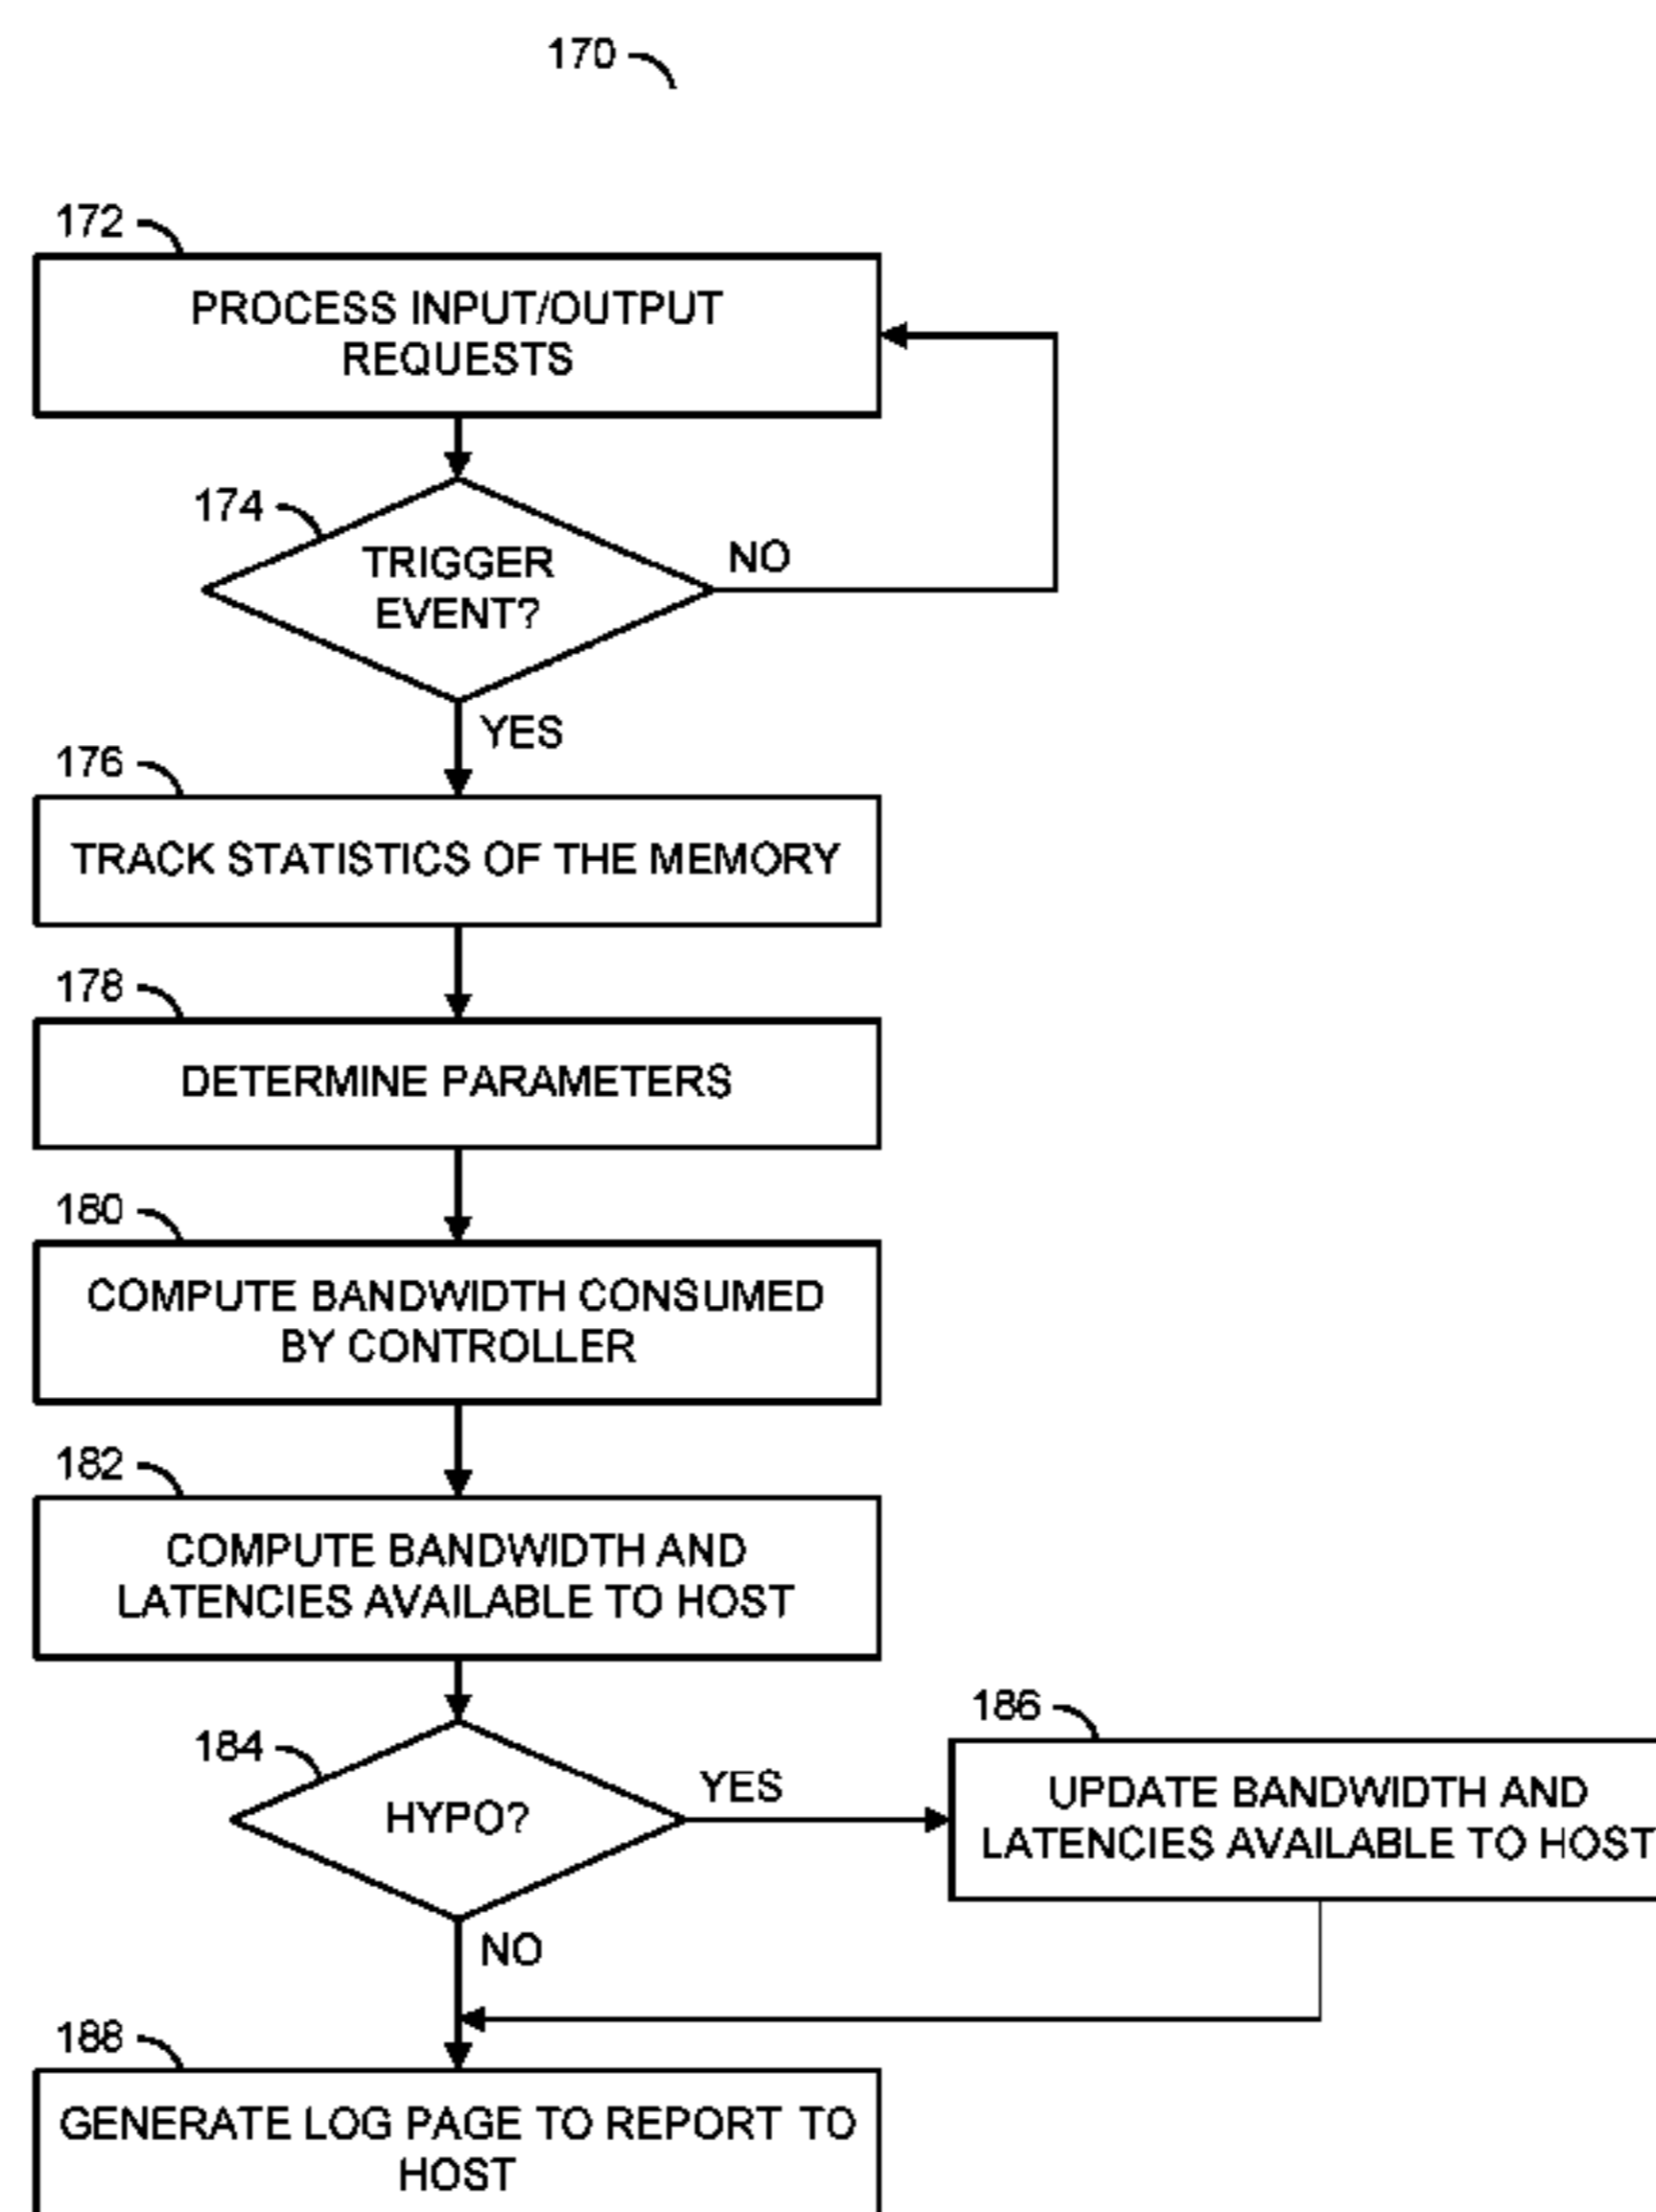 170
172
PROCESS INPUT/OUTPUT
REQUESTS
174
TRIGGER
EVENT?
NO
YES
176
TRACK STATISTICS OF THE MEMORY
178
DETERMINE PARAMETERS
180
COMPUTE BANDWIDTH CONSUMED
BY CONTROLLER
182
COMPUTE BANDWIDTH AND
LATENCIES AVAILABLE TO HOST
184
HYPO?
YES
186
UPDATE BANDWIDTH AND
LATENCIES AVAILABLE TO HOST
NO
188
GENERATE LOG PAGE TO REPORT TO
HOST